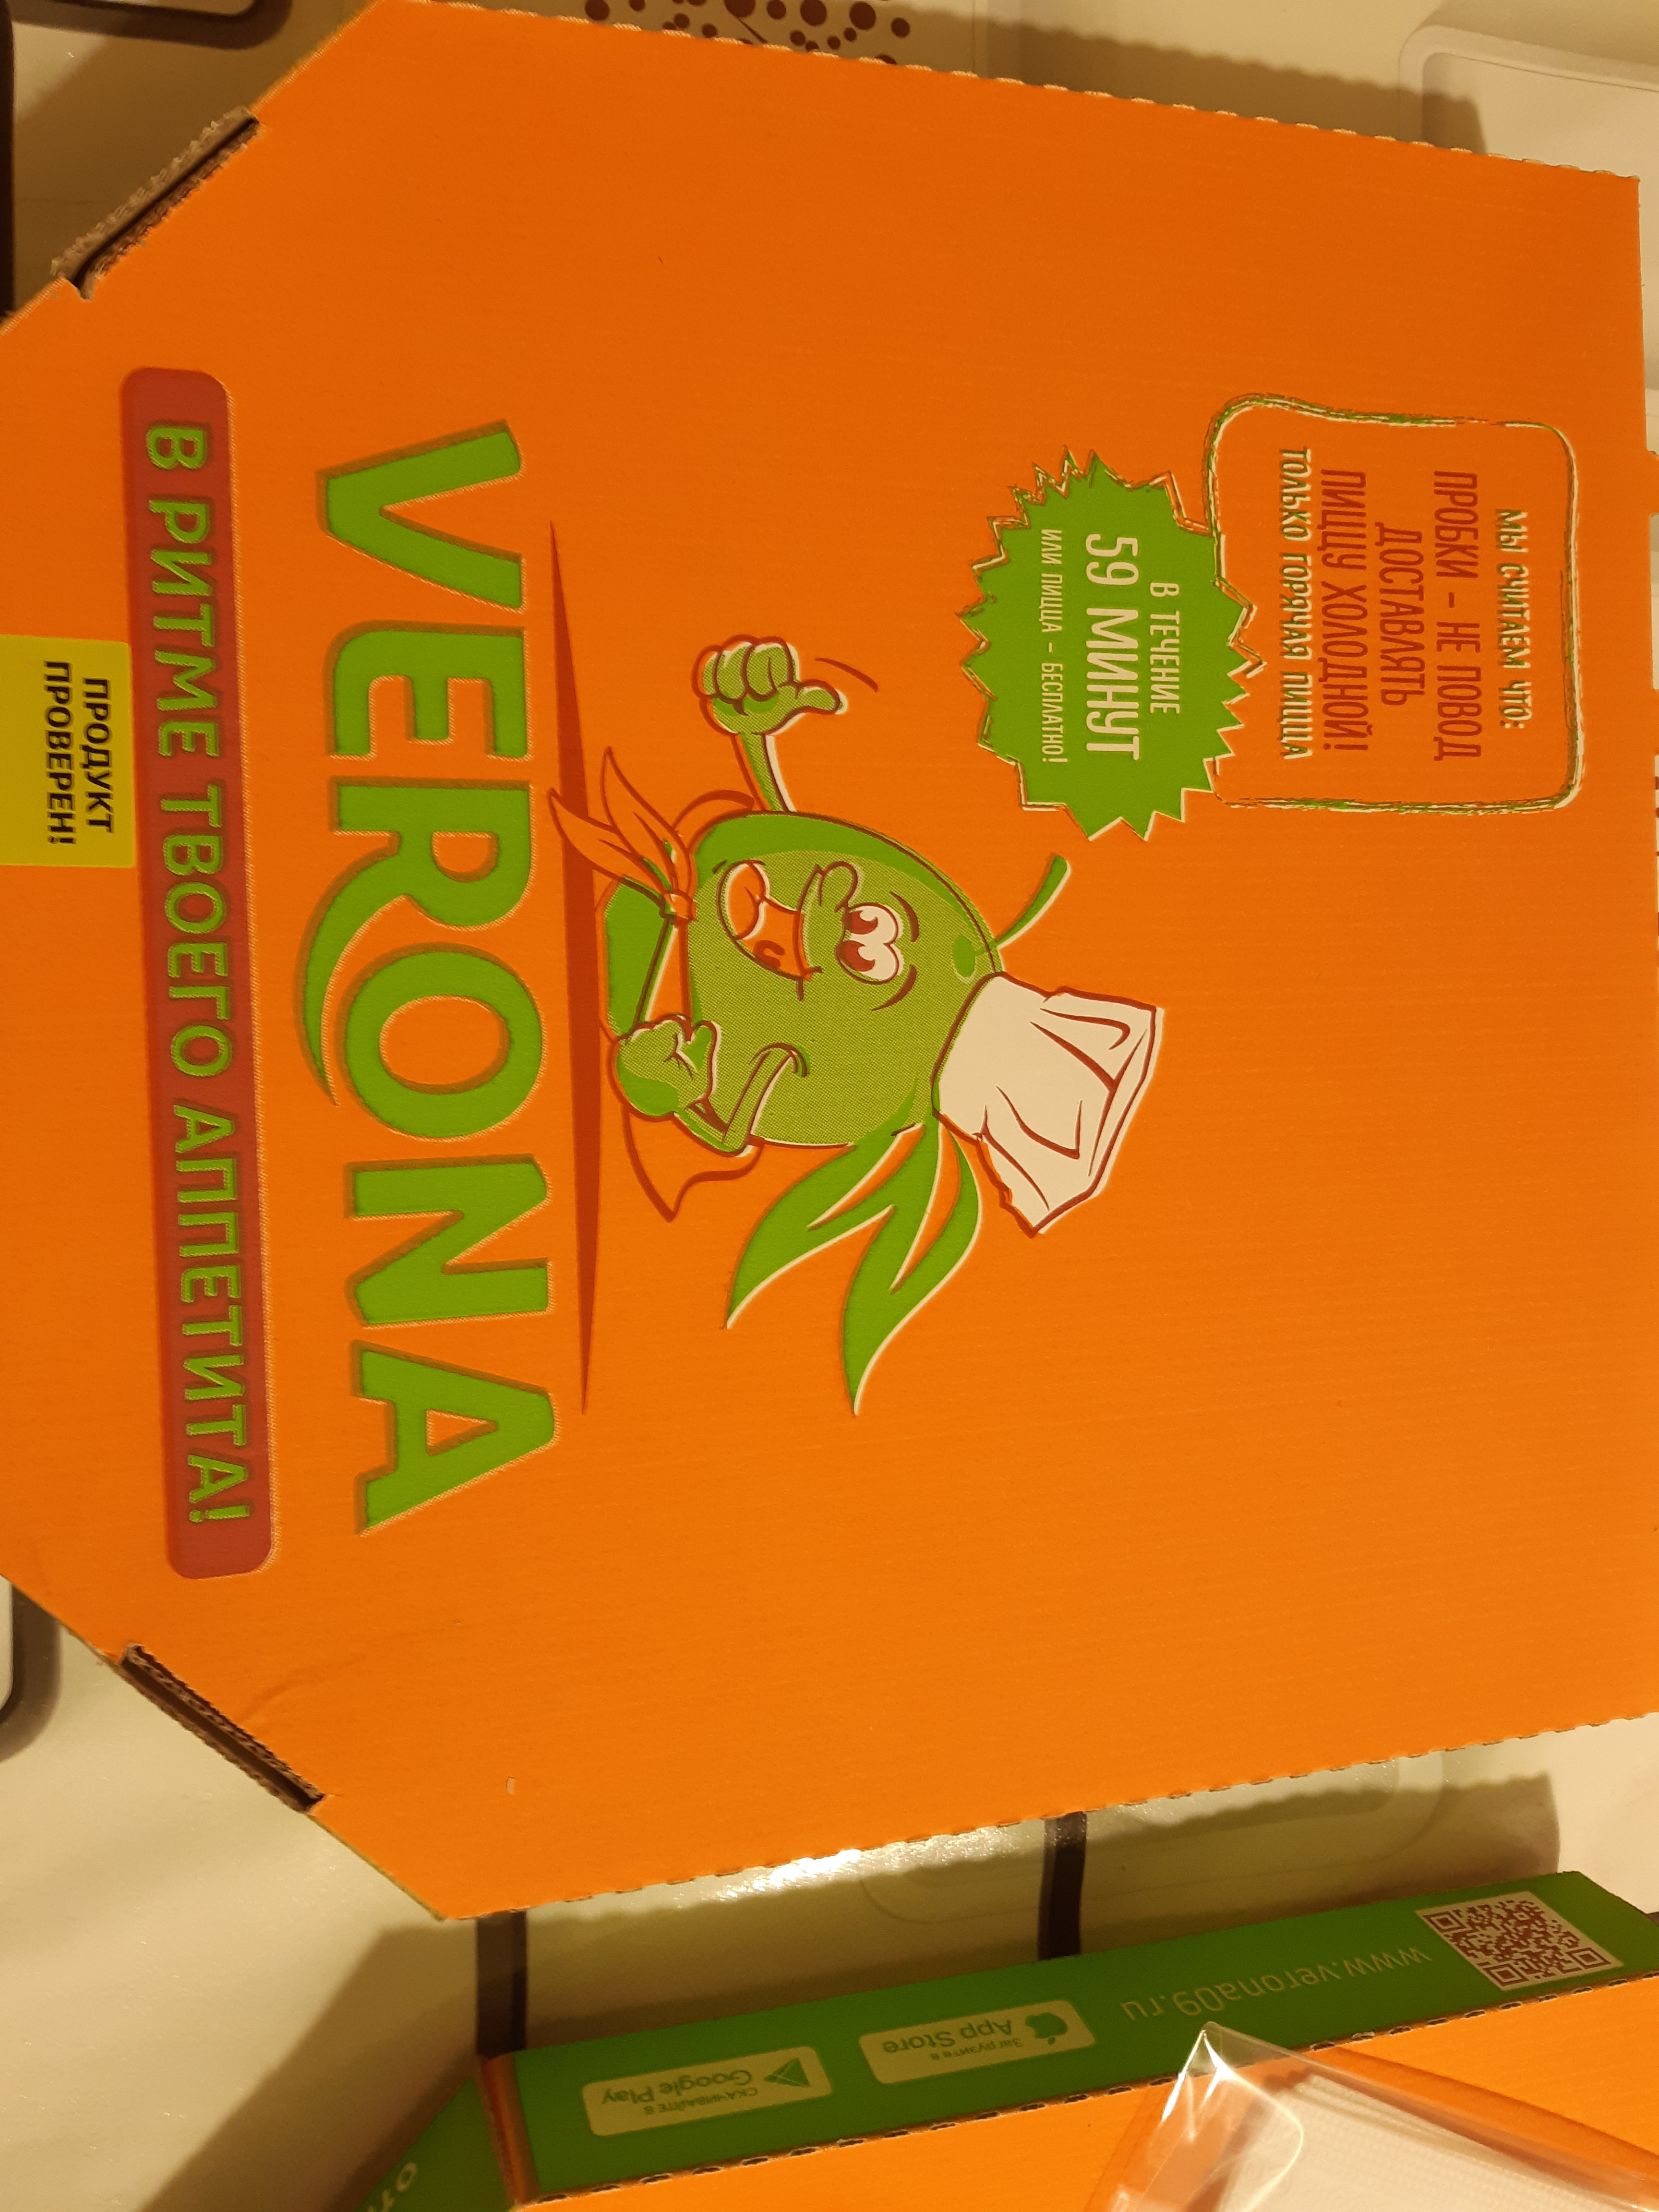 МЫ СЧИТАЕМ ЧТО:
ПРОБКИ – НЕ ПОВОД
ДОСТАВЛЯТЬ
ПИЦЦУ ХОЛОДНОЙ!
ТОЛЬКО ГОРЯЧАЯ ПИЦЦА
В ТЕЧЕНИЕ
59 МИНУТ
ИЛИ ПИЦЦА – БЕСПЛАТНО!
VERONA
В РИТМЕ ТВОЕГО АППЕТИТА!
ПРОДУКТ
ПРОВЕРЕН!
www.verona09.ru
Загрузите в
App Store
СКАЧИВАЙТЕ В
Google Play